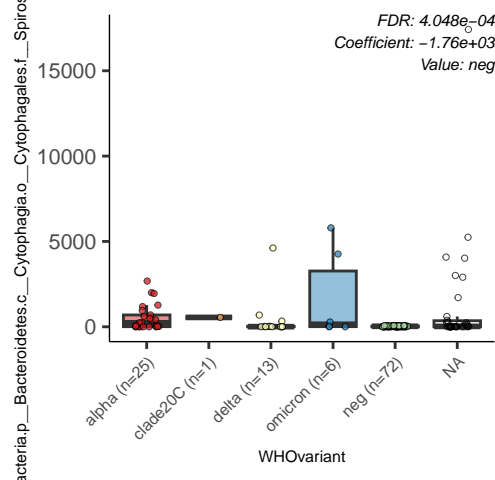 FDR: 4.048e−04
Coefficient: −1.76e+03
Value: neg
acteria.p__Bacteroidetes.c__Cytophagia.o__Cytophagales.f__Spiros
15000
10000
5000
0
alpha (n=25)
clade20C (n=1)
delta (n=13)
omicron (n=6)
neg (n=72)
NA
WHOvariant